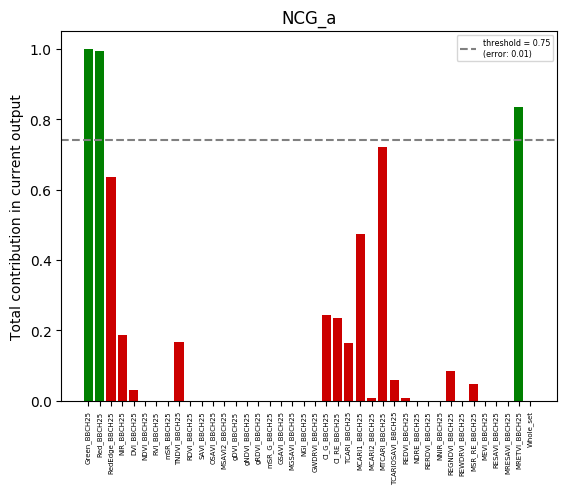 NCG_a
threshold = 0.75
(error: 0.01)
Total contribution in current output
1.0
0.8
0.6
0.4
0.2
0.0
Green_BBCH25
Red_BBCH25
RedEdge_BBCH25
NIR_BBCH25
DVI_BBCH25
NDVI_BBCH25
RVI_BBCH25
mSR_BBCH25
TNDVI_BBCH25
RDVI_BBCH25
SAVI_BBCH25
OSAVI_BBCH25
MSAVI2_BBCH25
gDVI_BBCH25
gNDVI_BBCH25
gRDVI_BBCH25
mSR_G_BBCH25
GSAVI_BBCH25
MGSAVI_BBCH25
NGI_BBCH25
GWDRVI_BBCH25
CI_G_BBCH25
CI_RE_BBCH25
TCARI_BBCH25
MCARI1_BBCH25
MCARI2_BBCH25
MTCARI_BBCH25
TCARIOSAVI_BBCH25
REDVI_BBCH25
NDRE_BBCH25
RERDVI_BBCH25
NNIR_BBCH25
REGNDVI_BBCH25
REWDRVI_BBCH25
MSR_RE_BBCH25
MEVI_BBCH25
RESAVI_BBCH25
MRESAVI_BBCH25
MRETVI_BBCH25
Whole_set